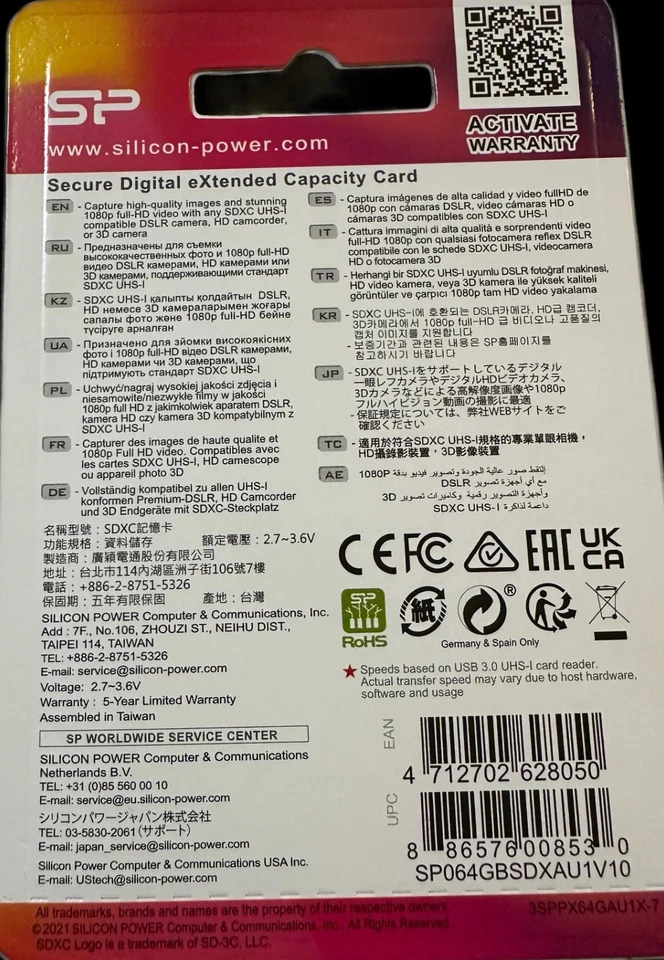 SP
www.silicon-power.com
ACTIVATE
WARRANTY
Secure Digital eXtended Capacity Card
EN - Capture high-quality images and stunning
1080p full-HD video with any SDXC UHS-I
compatible DSLR camera, HD camcorder,
or 3D camera
RU - Предназначены для съемки
высококачественных фото и 1080p full-HD
видео DSLR камерами, HD камерами или
3D камерами, поддерживающими стандарт
SDXC UHS-I
KZ - SDXC UHS-I қалыпты қолдайтын DSLR,
HD немесе 3D камераларымен жоғары
сапалы фото және 1080p full-HD бейне
түсіруге арналған
UA - Призначено для зйомки високоякісних
фото і 1080p full-HD відео DSLR камерами,
HD камерами чи 3D камерами, що
підтримують стандарт SDXC UHS-I
PL - Uchwyć/nagraj wysokiej jakości zdjęcia i
niesamowite/niezwykłe filmy w jakości
1080p full HD z jakimkolwiek aparatem DSLR,
kamera HD czy kamera 3D kompatybilnym z
SDXC UHS-I
FR - Capturer des images de haute qualite et
1080p Full HD video. Compatibles avec
les cartes SDXC UHS-I, HD camescope
ou appareil photo 3D
DE - Vollständig kompatibel zu allen UHS-I
konformen Premium-DSLR, HD Camcorder
und 3D Endgeräte mit SDXC-Steckplatz
ES - Captura imágenes de alta calidad y video fullHD de
1080p con cámaras DSLR, cámaras video HD o
cámaras 3D compatibles con SDXC UHS-I
IT - Cattura immagini di alta qualità e sorprendenti video
full-HD 1080p con qualsiasi fotocamera reflex DSLR
compatibile con le schede SDXC UHS-I, videocamera
HD o fotocamera 3D
TR - Herhangi bir SDXC UHS-I uyumlu DSLR fotoğraf makinesi,
HD video kamera, veya 3D kamera ile yüksek kaliteli
görüntüler ve çarpıcı 1080p tam HD video yakalama
KR - SDXC UHS-I에 호환되는 DSLR카메라, HD급 캠코더,
3D카메라에서 1080p full-HD 급 비디오나 고품질의
캡처 이미지를 지원합니다
- 보증기간과 관련된 내용은 SP홈페이지를
참고하시기 바랍니다
JP - SDXC UHS-Iをサポートしているデジタル
一眼レフカメラやデジタルHDビデオカメラ、
3Dカメラなどによる高解像度画像や1080p
フルハイビジョン動画の撮影に最適
- 保証規定については、弊社WEBサイトをご
確認ください
TC - 適用於符合SDXC UHS-I規格的專業單眼相機，
HD攝錄影裝置，3D影像裝置
AE - إلتقط صور عالية الجودة وتصوير فيديو بدقة 1080P
مع أي أجهزة تصوير DSLR
وأجهزة التصوير رقمية وكاميرات تصوير 3D
داعمة لذاكرة SDXC UHS-I
名稱型號：SDXC記憶卡
功能規格：資料儲存 額定電壓：2.7~3.6V
製造商：廣穎電通股份有限公司
地址：台北市114內湖區洲子街106號7樓
電話：+886-2-8751-5326
保固期：五年有限保固 產地：台灣
SILICON POWER Computer & Communications, Inc.
Add : 7F., No.106, ZHOUZI ST., NEIHU DIST.,
TAIPEI 114, TAIWAN
TEL: +886-2-8751-5326
E-mail: service@silicon-power.com
Voltage: 2.7~3.6V
Warranty : 5-Year Limited Warranty
Assembled in Taiwan
SP WORLDWIDE SERVICE CENTER
SILICON POWER Computer & Communications
Netherlands B.V.
TEL: +31 (0)85 560 00 10
E-mail: service@eu.silicon-power.com
シリコンパワージャパン株式会社
TEL: 03-5830-2061 (サポート)
E-mail: japan_service@silicon-power.com
Silicon Power Computer & Communications USA Inc.
E-mail: UStech@silicon-power.com
CE FC EAC UK
CA
SP
RoHS
紙
®
Germany & Spain Only
★ Speeds based on USB 3.0 UHS-I card reader.
Actual transfer speed may vary due to host hardware,
software and usage
EAN
4 712702 628050
UPC
8 86576 00853 0
SP064GBSDXAU1V10
All trademarks, brands and names are the property of their respective owners.
©2021 SILICON POWER Computer & Communications, Inc. All Rights Reserved.
SDXC Logo is a trademark of SD-3C, LLC.
3SPPX64GAU1X-7